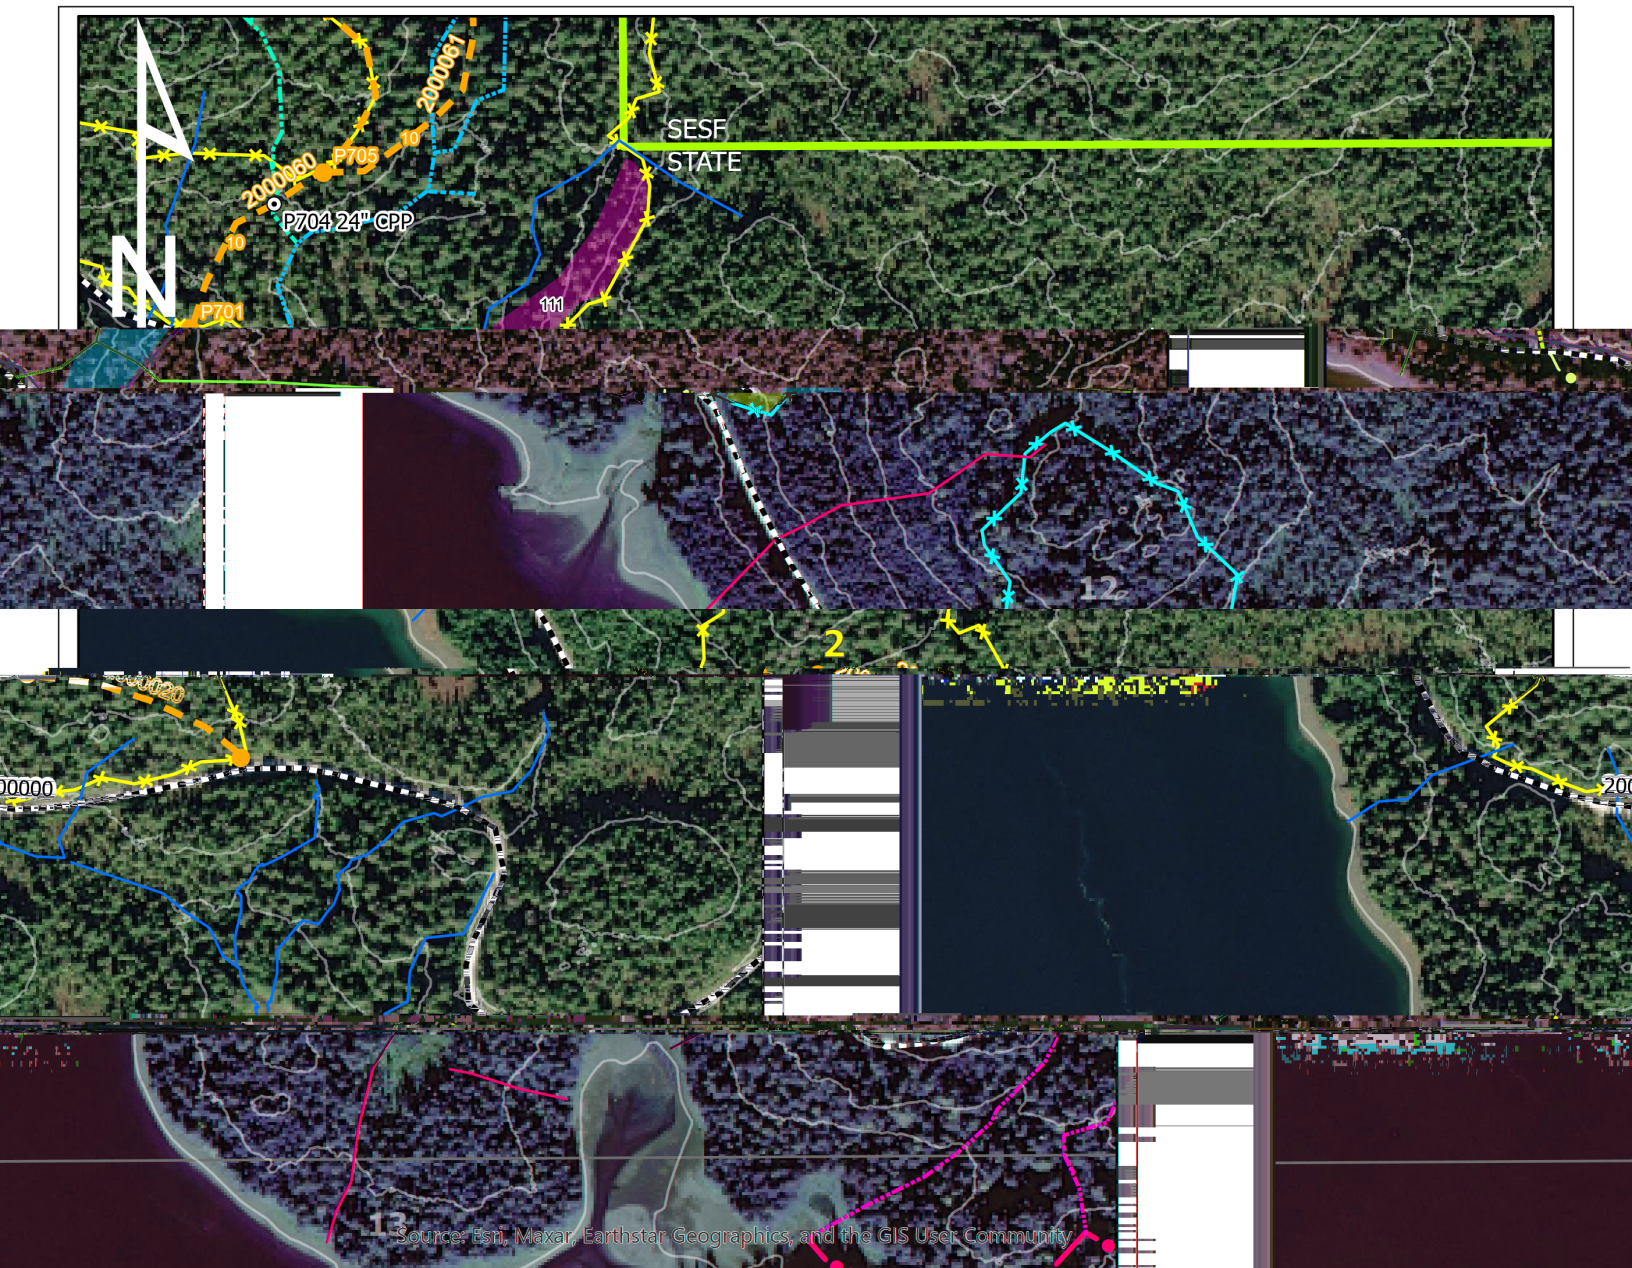 2000061
SESF
STATE
10
P705
2000060
P704 24" CPP
10
P701
111
N
12
2
00000
200
13
Source: Esri, Maxar, Earthstar Geographics, and the GIS User Community